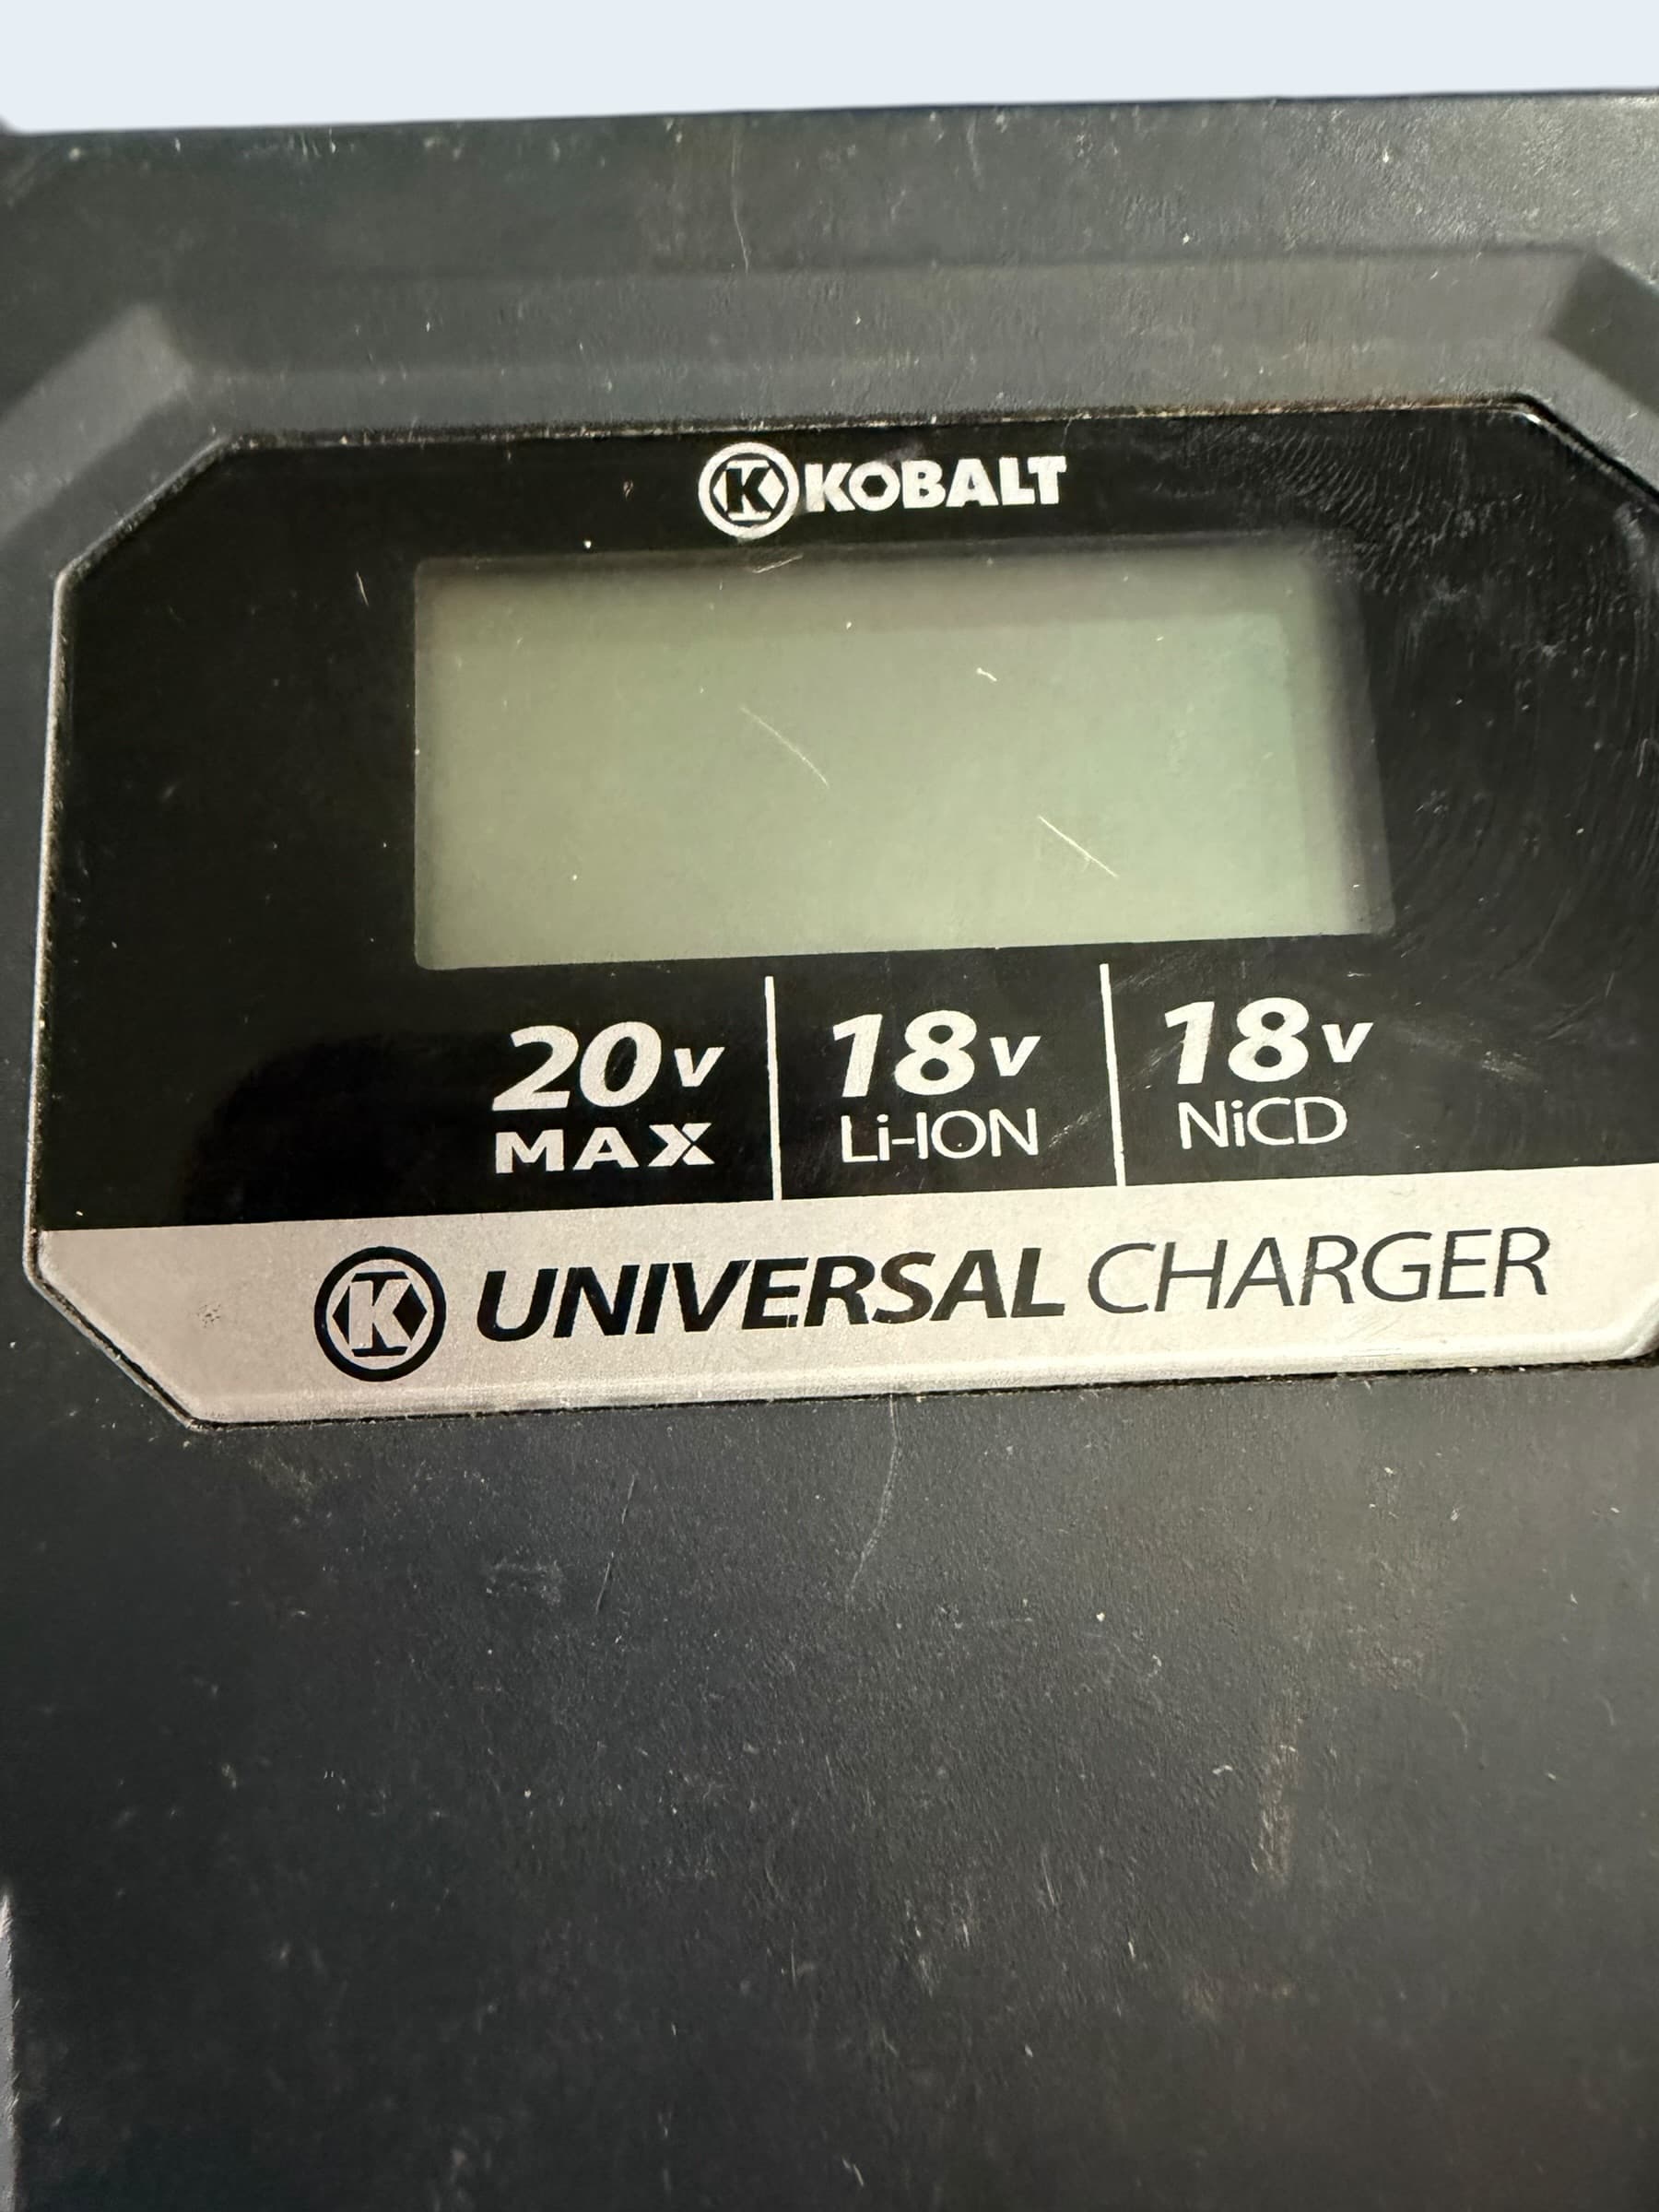 K KOBALT
20V 18V 18V
MAX Li-ION NiCD
K UNIVERSAL CHARGER